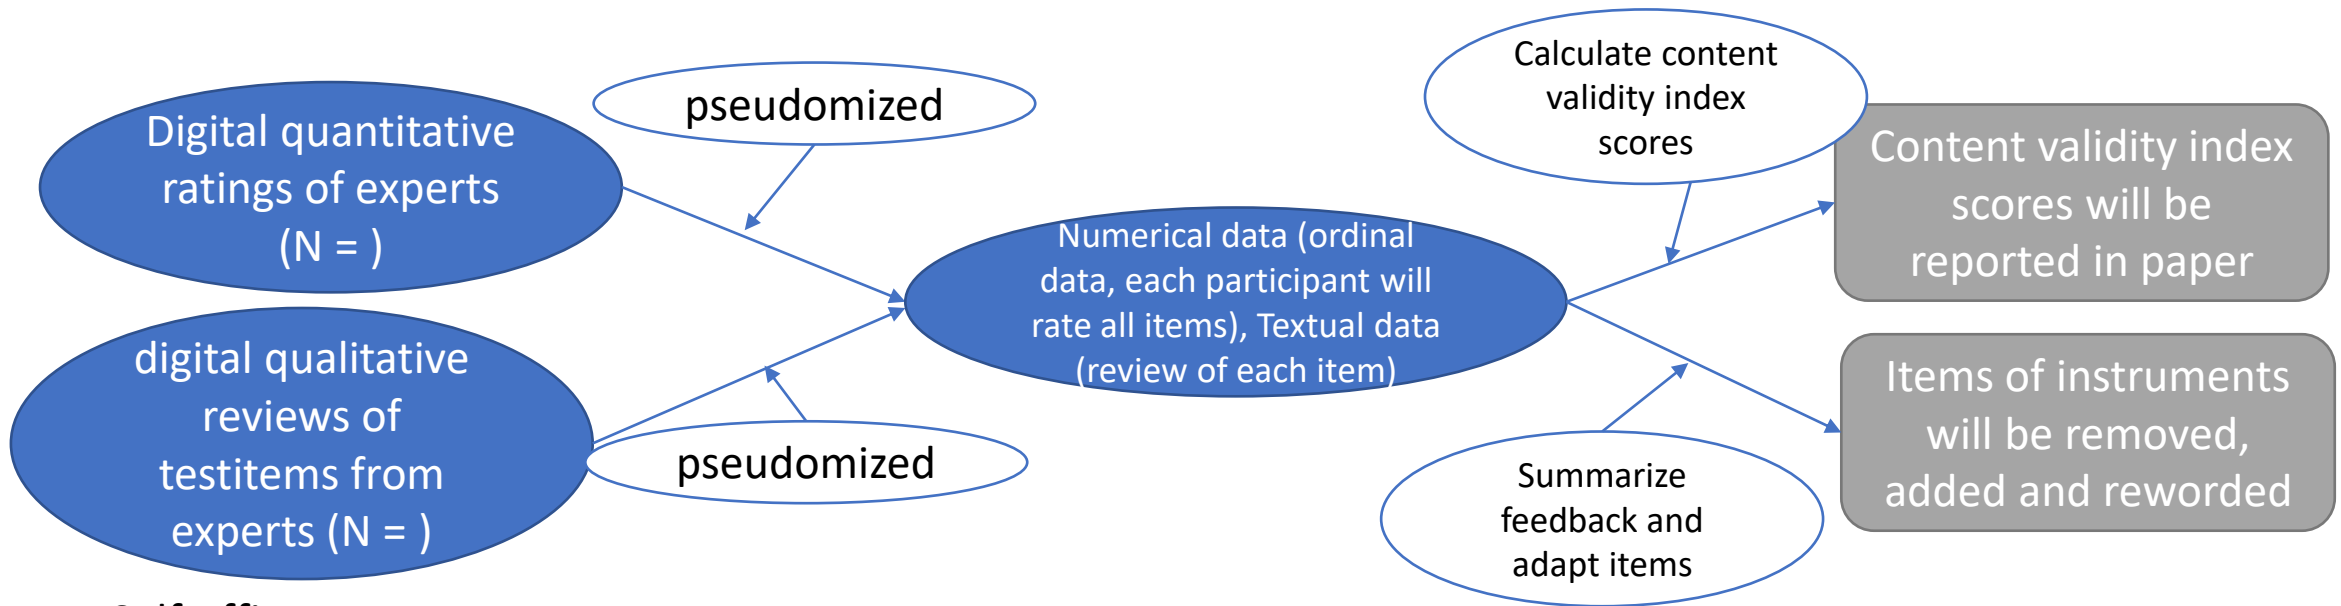 Digital quantitative
ratings of experts
(N = )
pseudomized
Calculate content
validity index
scores
Content validity index
scores will be
reported in paper
Numerical data (ordinal
data, each participant will
rate all items), Textual data
(review of each item)
digital qualitative
reviews of
testitems from
experts (N = )
pseudomized
Summarize
feedback and
adapt items
Items of instruments
will be removed,
added and reworded